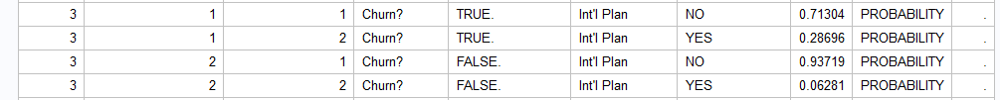 3 1 1 Churn? TRUE. Int'l Plan NO 0.71304 PROBABILITY .
3 1 2 Churn? TRUE. Int'l Plan YES 0.28696 PROBABILITY .
3 2 1 Churn? FALSE. Int'l Plan NO 0.93719 PROBABILITY .
3 2 2 Churn? FALSE. Int'l Plan YES 0.06281 PROBABILITY .